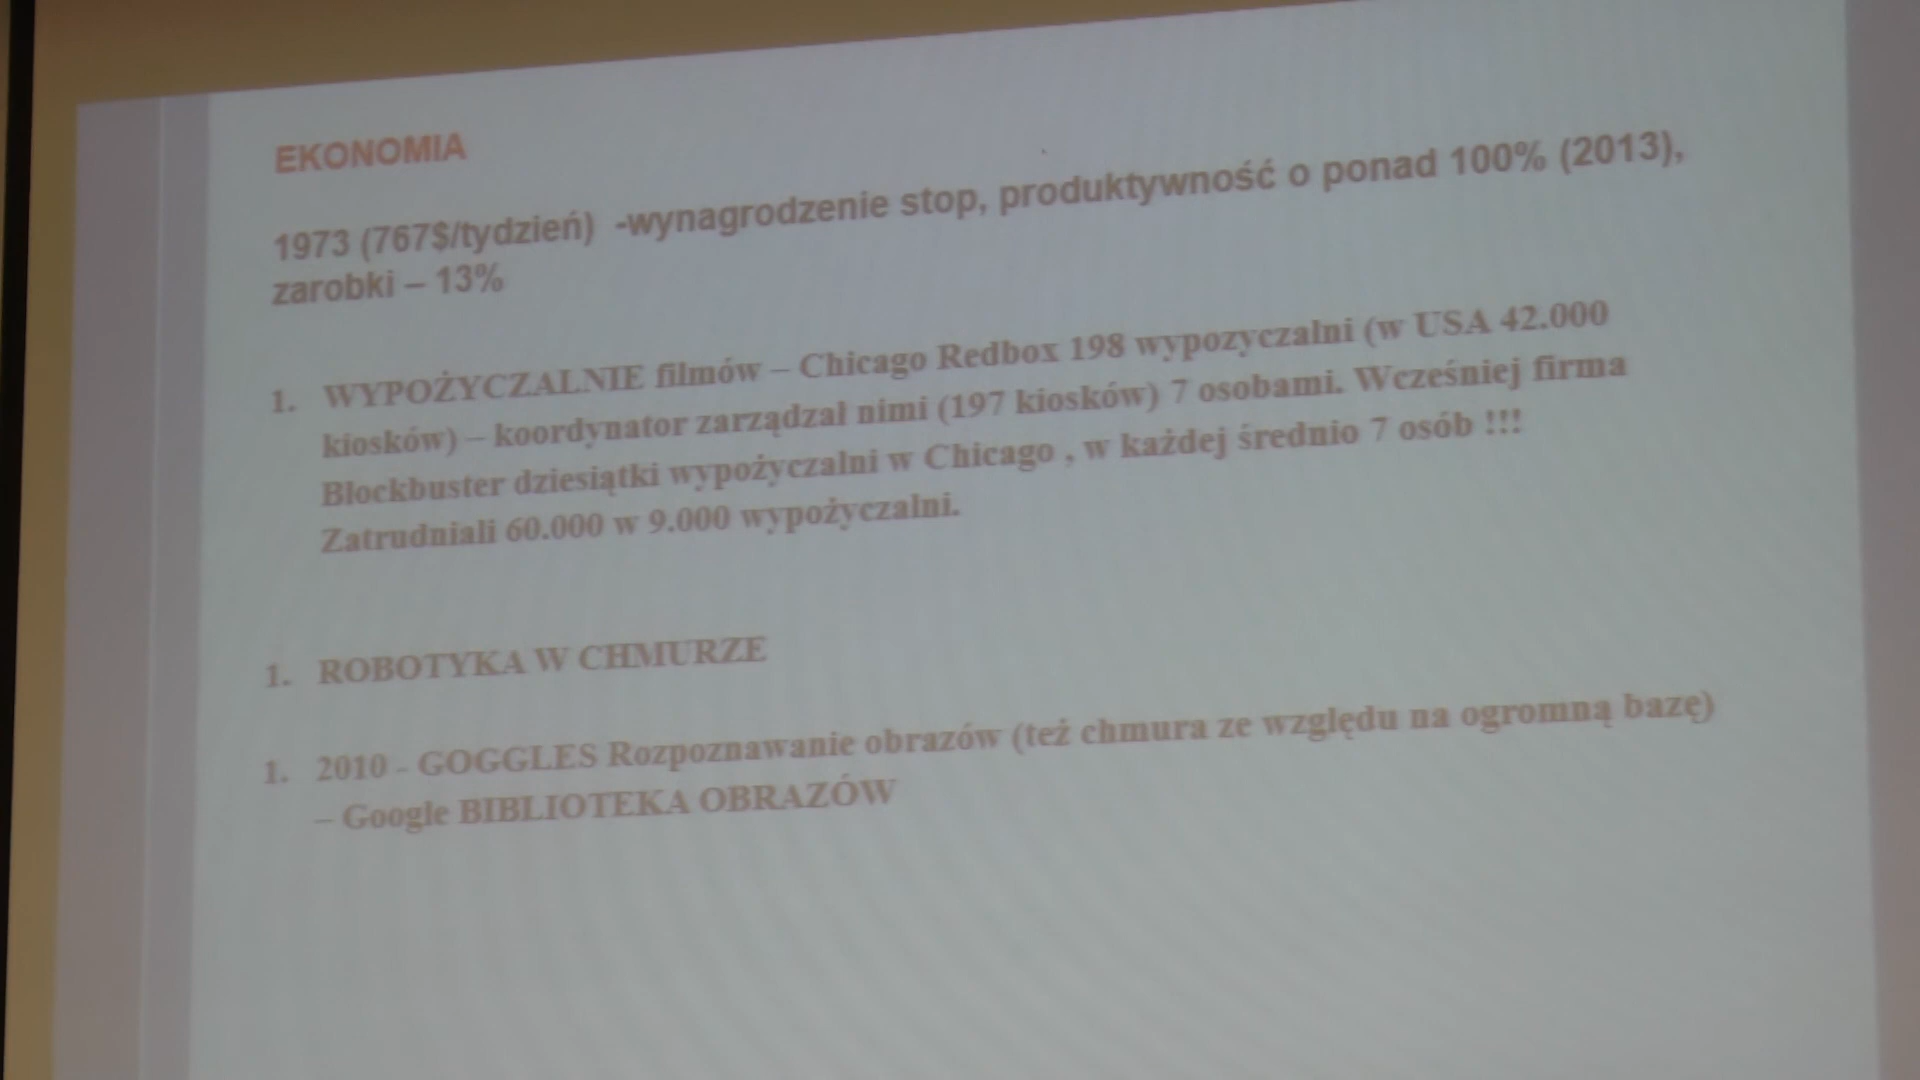 EKONOMIA
1973 (767$/tydzień) -wynagrodzenie stop, produktywność o ponad 100% (2013),
zarobki – 13%
1. WYPOŻYCZALNIE filmów – Chicago Redbox 198 wypozyczalni (w USA 42.000
kiosków) – koordynator zarządzał nimi (197 kiosków) 7 osobami. Wcześniej firma
Blockbuster dziesiątki wypożyczalni w Chicago , w każdej średnio 7 osób !!!
Zatrudniali 60.000 w 9.000 wypożyczalni.
1. ROBOTYKA W CHMURZE
1. 2010 - GOGGLES Rozpoznawanie obrazów (też chmura ze względu na ogromną bazę)
– Google BIBLIOTEKA OBRAZÓW